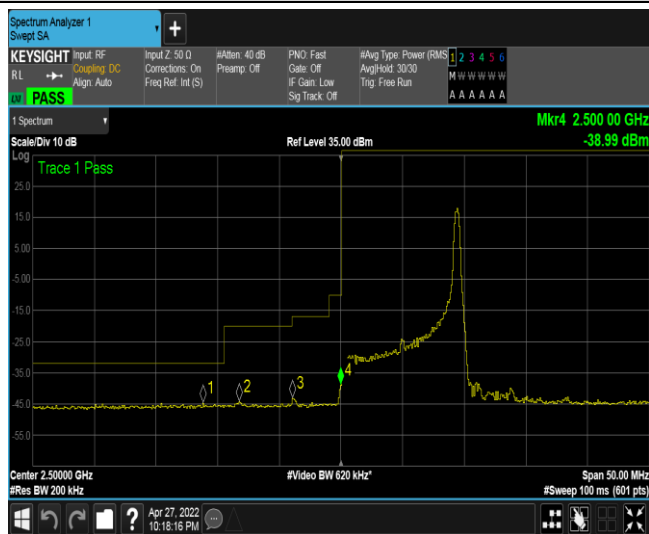 Spectrum Analyzer 1
Swept SA
+
KEYSIGHT
RL
PASS
Input: RF
Coupling: DC
Align: Auto
Input Z: 50 Ω
Corrections: On
Freq Ref: Int (S)
#Atten: 40 dB
Preamp: Off
PNO: Fast
Gate: Off
IF Gain: Low
Sig Track: Off
#Avg Type: Power (RMS
Avg|Hold: 30/30
Trig: Free Run
1 2 3 4 5 6
M W W W W W
A A A A A A
1 Spectrum
Mkr4 2.500 00 GHz
Scale/Div 10 dB
Ref Level 35.00 dBm
-38.99 dBm
Log
Trace 1 Pass
25.0
15.0
5.00
-5.00
-15.0
-25.0
-35.0
-45.0
-55.0
1
2
3
4
Center 2.50000 GHz
#Video BW 620 kHz*
Span 50.00 MHz
#Res BW 200 kHz
#Sweep 100 ms (601 pts)
?
Apr 27, 2022
10:18:16 PM